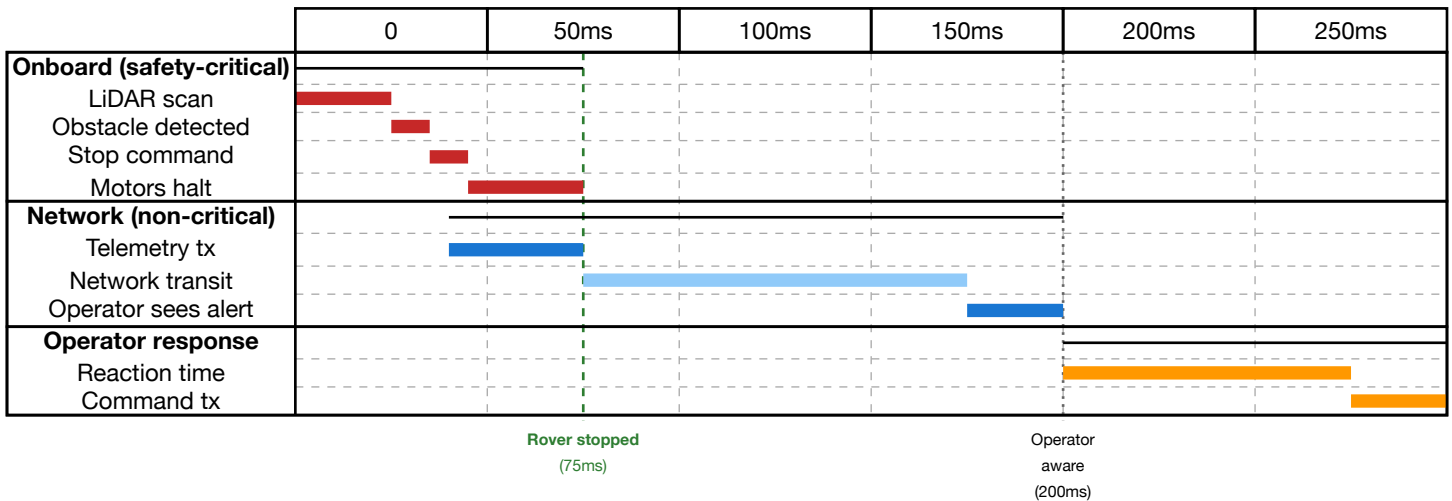 0 50ms 100ms 150ms 200ms 250ms
Onboard (safety-critical)
LiDAR scan
Obstacle detected
Stop command
Motors halt
Network (non-critical)
Telemetry tx
Network transit
Operator sees alert
Operator response
Reaction time
Command tx
Rover stopped
(75ms)
Operator
aware
(200ms)